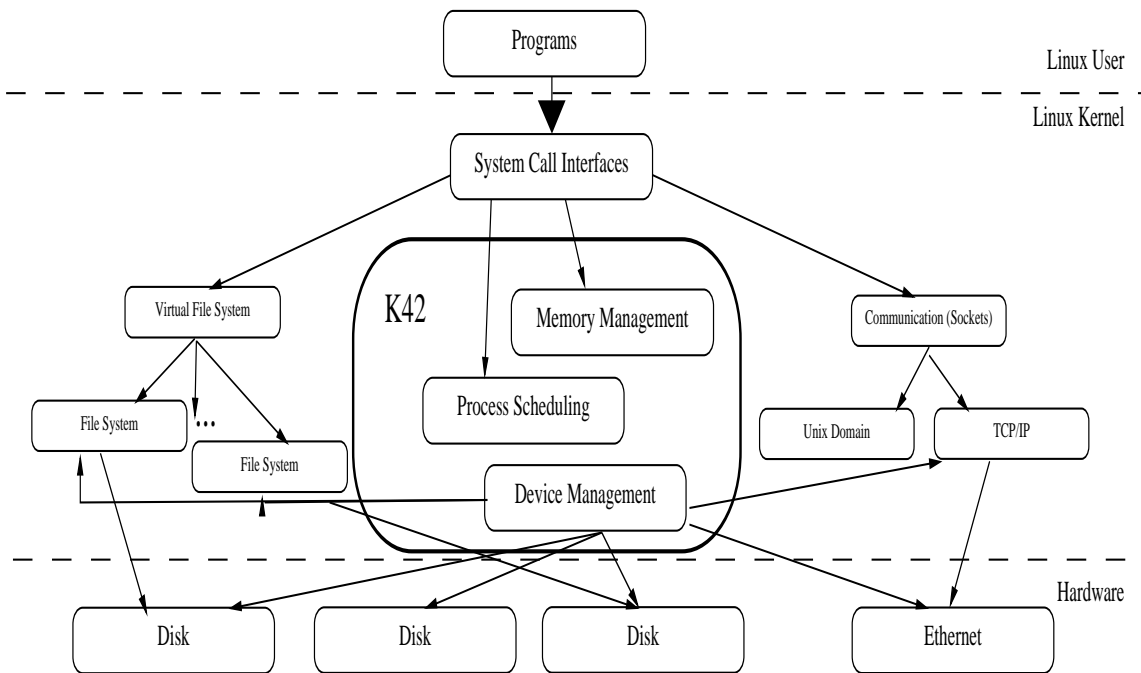 Programs
Linux User
Linux Kernel
System Call Interfaces
Virtual File System
K42
Memory Management
Communication (Sockets)
File System
...
Process Scheduling
Unix Domain
TCP/IP
File System
Device Management
Hardware
Disk
Disk
Disk
Ethernet